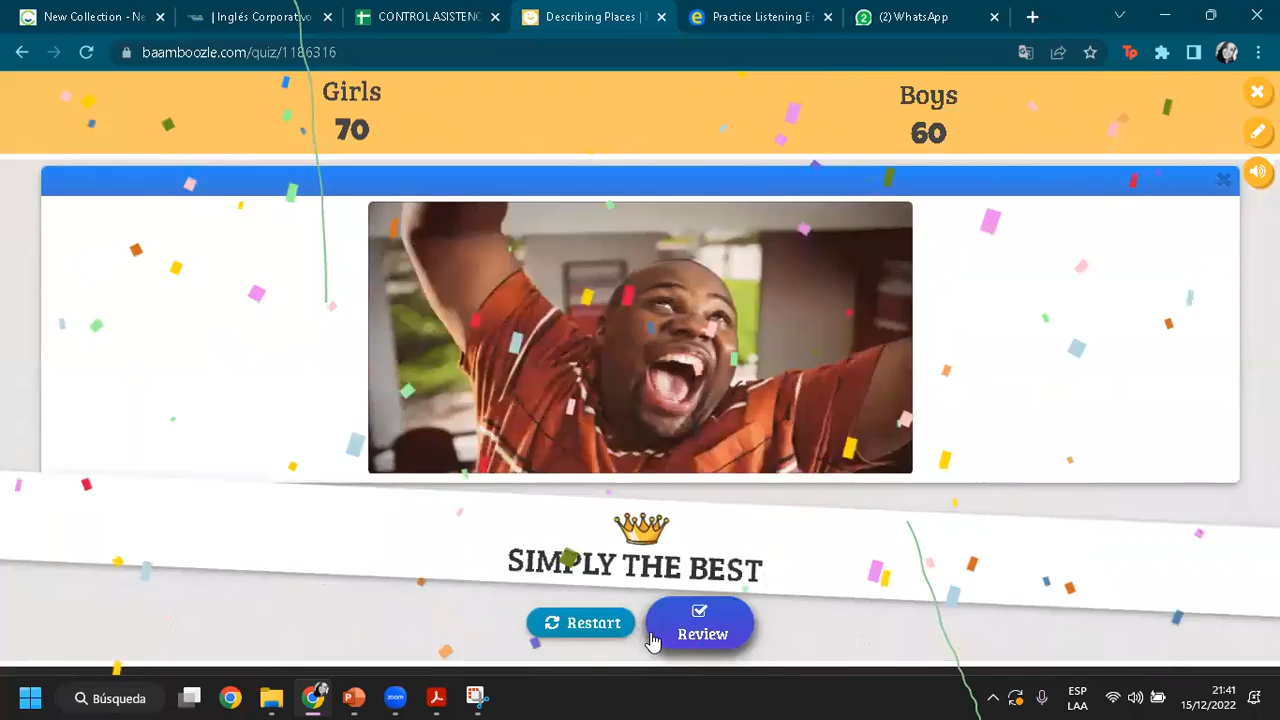 New Collection - Ne
Inglés Corporativo
CONTROL ASISTENC
Describing Places |
Practice Listening E
(2) WhatsApp
baamboozle.com/quiz/1186316
Girls
70
Boys
60
SIMPLY THE BEST
Restart
Review
Búsqueda
ESP
LAA
21:41
15/12/2022